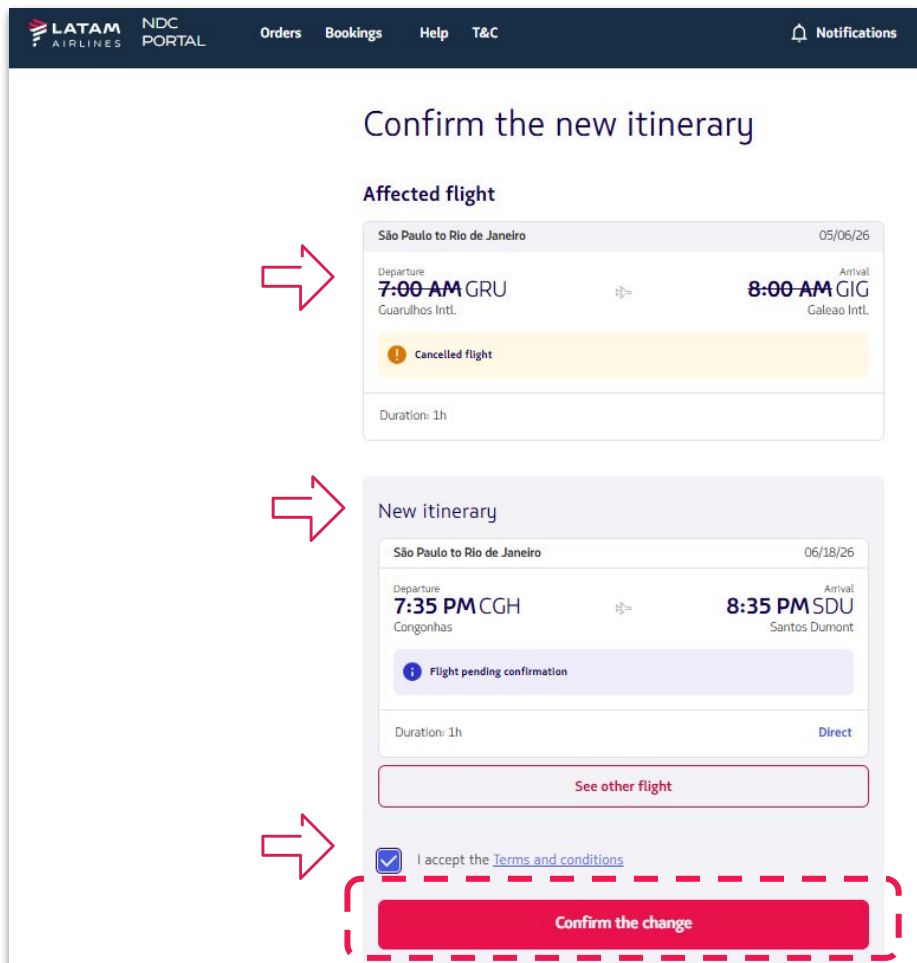 LATAM AIRLINES NDC PORTAL Orders Bookings Help T&C Notifications
Confirm the new itinerary
Affected flight
São Paulo to Rio de Janeiro 05/06/26
Departure Arrival
7:00 AM GRU 8:00 AM GIG
Guarulhos Intl. Galeao Intl.
Cancelled flight
Duration: 1h
New itinerary
São Paulo to Rio de Janeiro 06/18/26
Departure Arrival
7:35 PM CGH 8:35 PM SDU
Congonhas Santos Dumont
Flight pending confirmation
Duration: 1h Direct
See other flight
I accept the Terms and conditions
Confirm the change